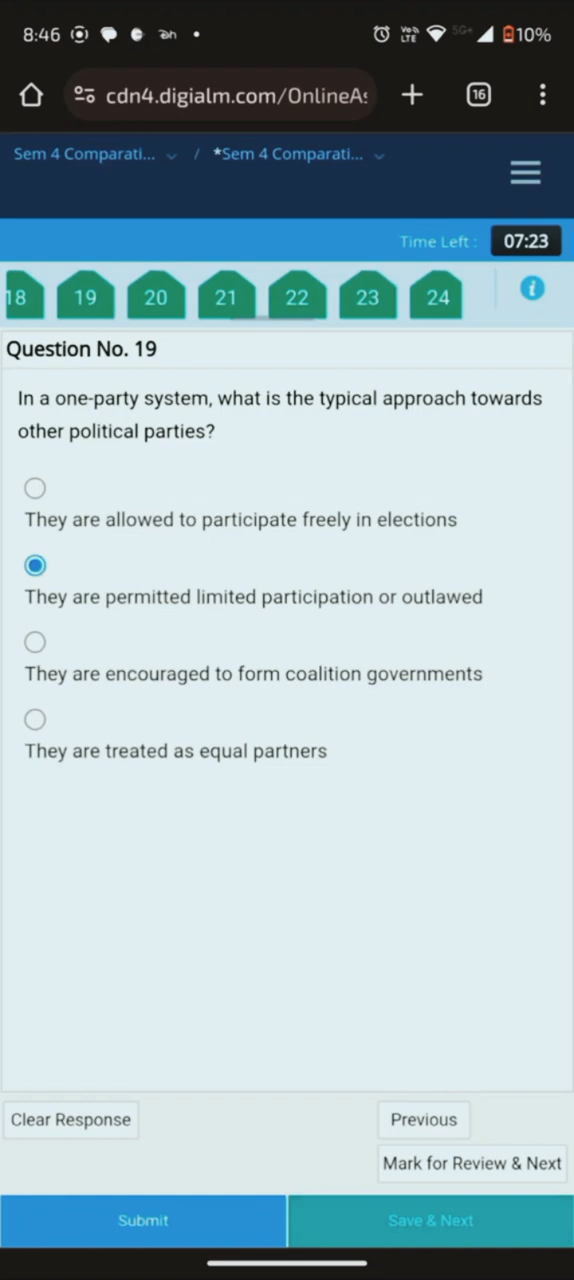 8:46
Vo))
LTE
5G+
10%
cdn4.digialm.com/OnlineAs
16
Sem 4 Comparati... / *Sem 4 Comparati...
Time Left : 07:23
18 19 20 21 22 23 24
i
Question No. 19
In a one-party system, what is the typical approach towards
other political parties?
They are allowed to participate freely in elections
They are permitted limited participation or outlawed
They are encouraged to form coalition governments
They are treated as equal partners
Clear Response
Previous
Mark for Review & Next
Submit
Save & Next